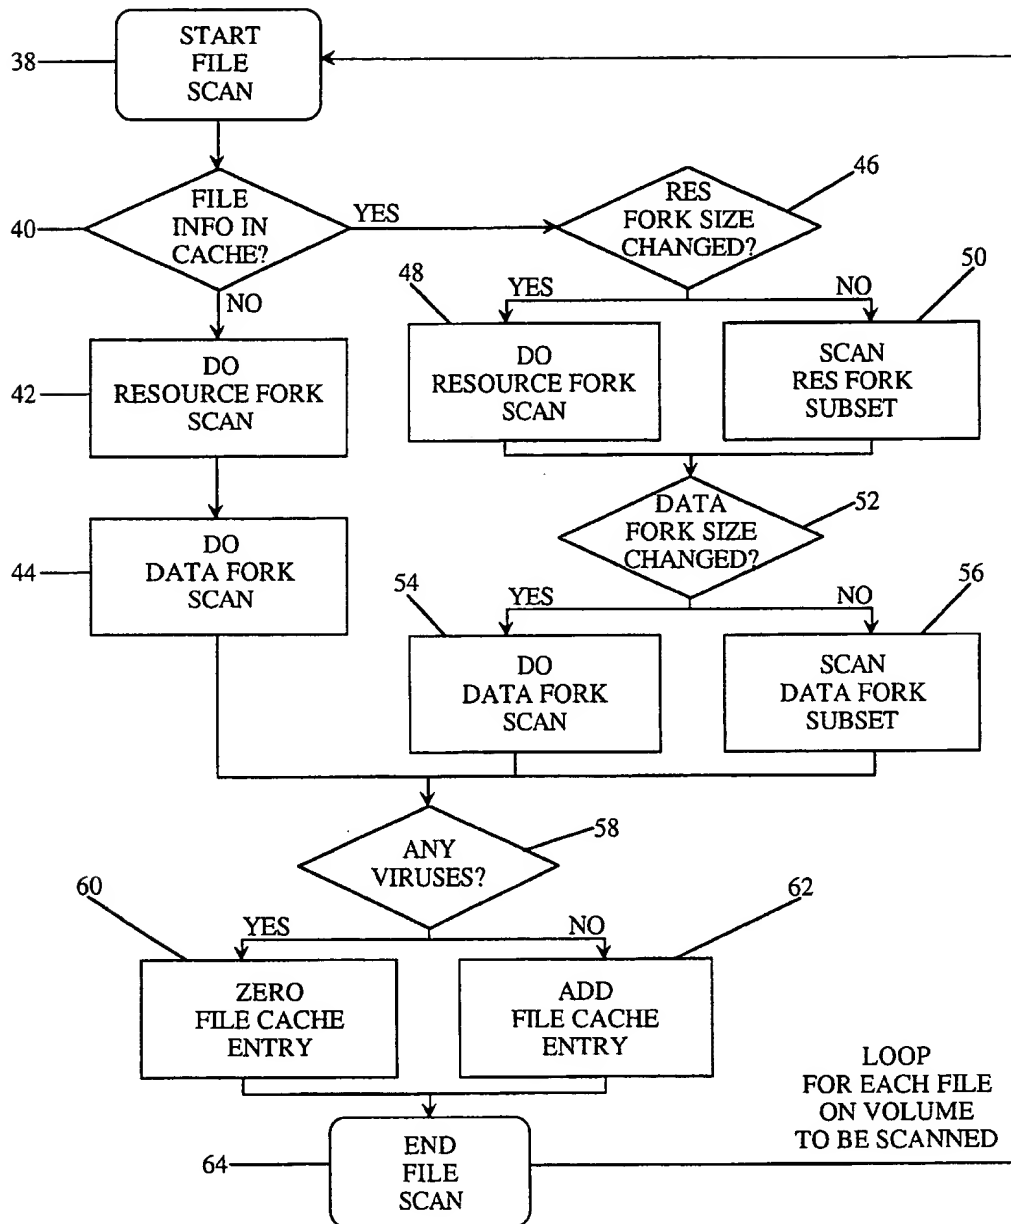 START
FILE
SCAN
38
FILE
INFO IN
CACHE?
40
YES
NO
RES
FORK SIZE
CHANGED?
46
48
YES
NO
50
DO
RESOURCE FORK
SCAN
42
DO
RESOURCE FORK
SCAN
SCAN
RES FORK
SUBSET
DATA
FORK SIZE
CHANGED?
52
DO
DATA FORK
SCAN
44
54
YES
NO
56
DO
DATA FORK
SCAN
SCAN
DATA FORK
SUBSET
ANY
VIRUSES?
58
60
YES
NO
62
ZERO
FILE CACHE
ENTRY
ADD
FILE CACHE
ENTRY
LOOP
FOR EACH FILE
ON VOLUME
TO BE SCANNED
END
FILE
SCAN
64